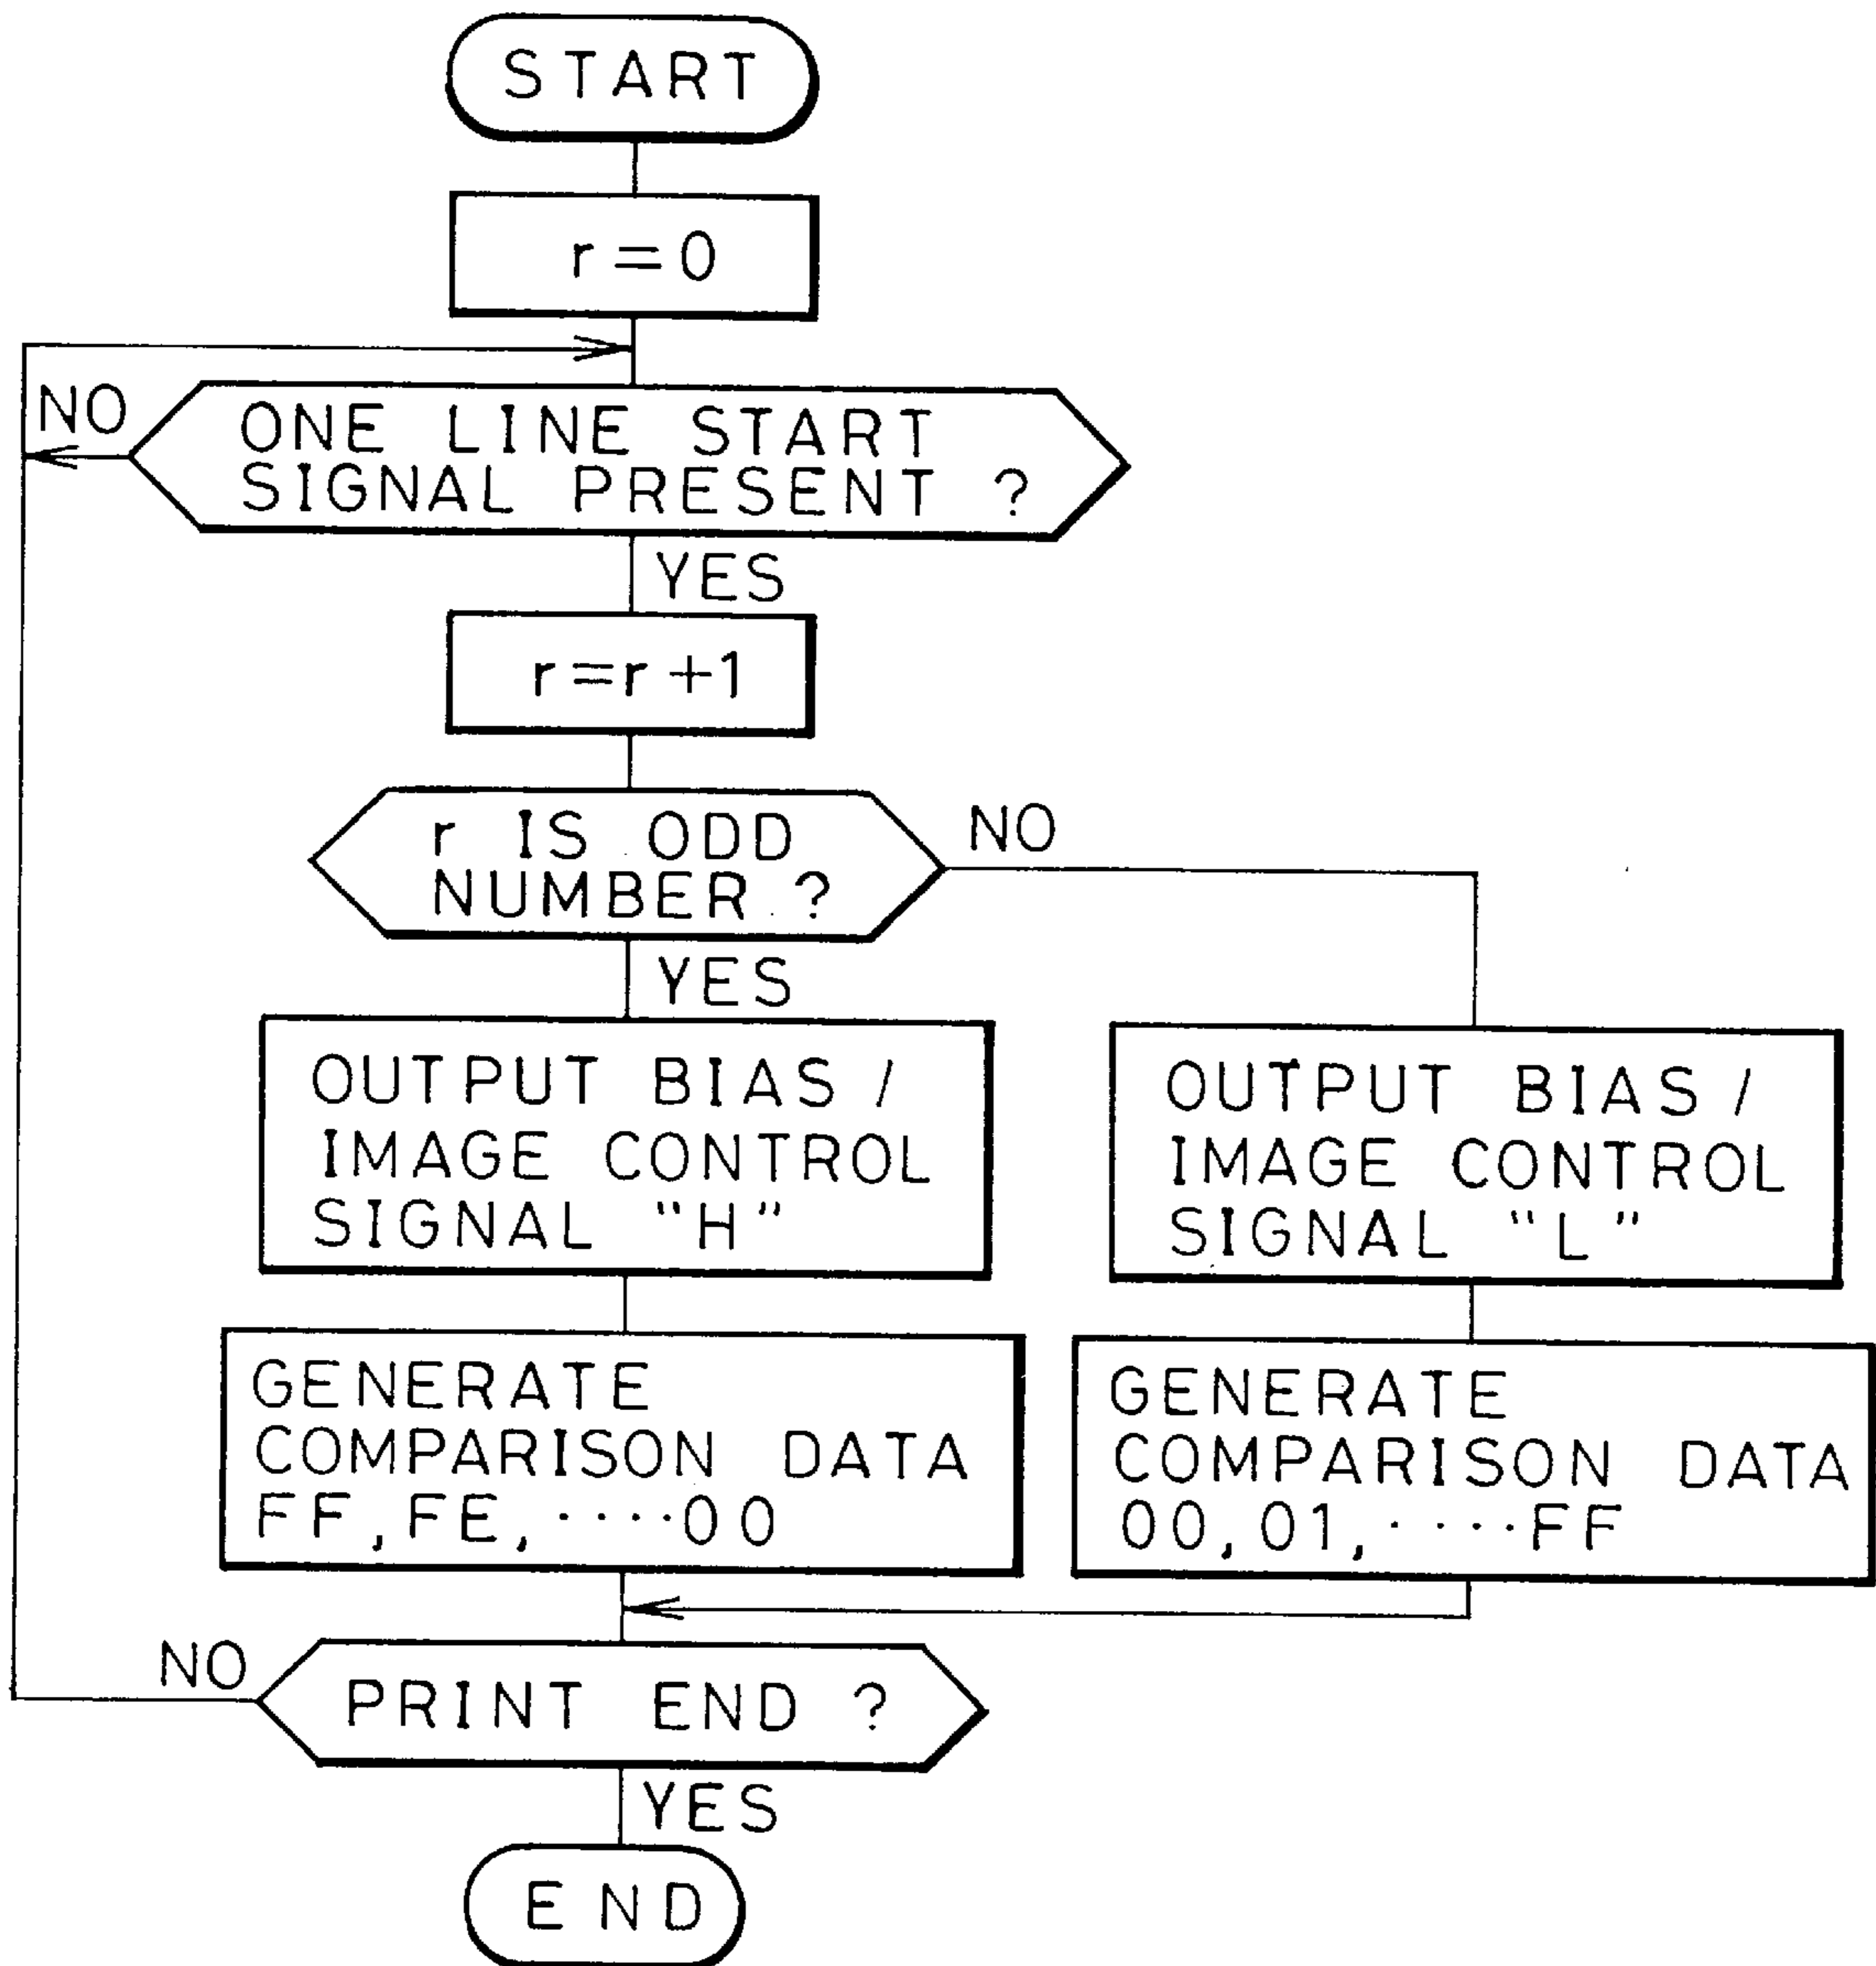 START
r=0
NO
ONE LINE START
SIGNAL PRESENT ?
YES
r=r+1
r IS ODD
NUMBER ?
NO
YES
OUTPUT BIAS /
IMAGE CONTROL
SIGNAL "H"
OUTPUT BIAS /
IMAGE CONTROL
SIGNAL "L"
GENERATE
COMPARISON DATA
FF,FE,····00
GENERATE
COMPARISON DATA
00,01,····FF
NO
PRINT END ?
YES
END